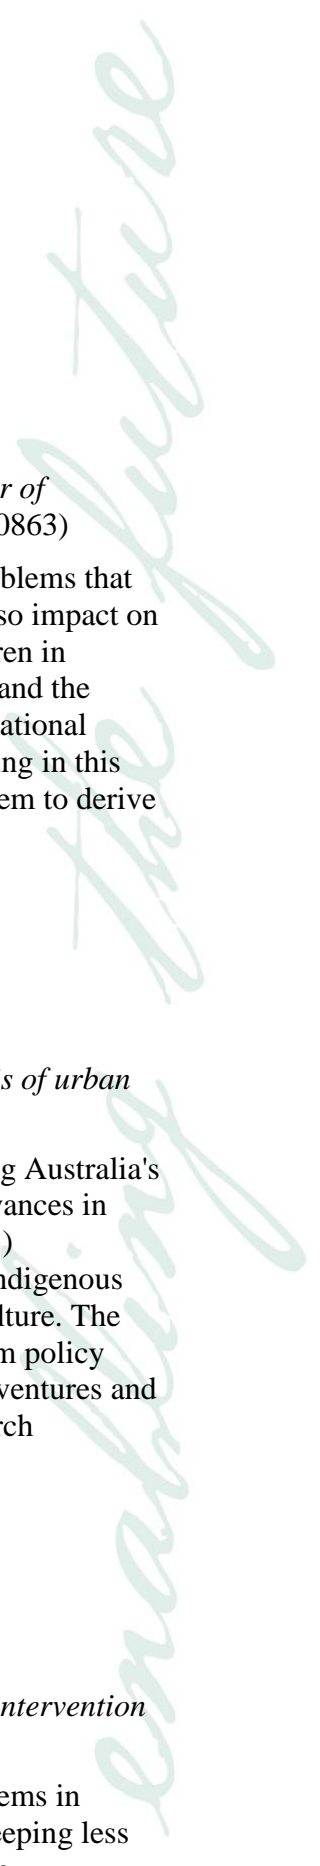 r of
0863)
blems that
so impact on
ren in
and the
ational
ng in this
em to derive
s of urban
g Australia's
vances in
)
ndigenous
lture. The
m policy
ventures and
rch
ntervention
ems in
eeping less
enabling the future